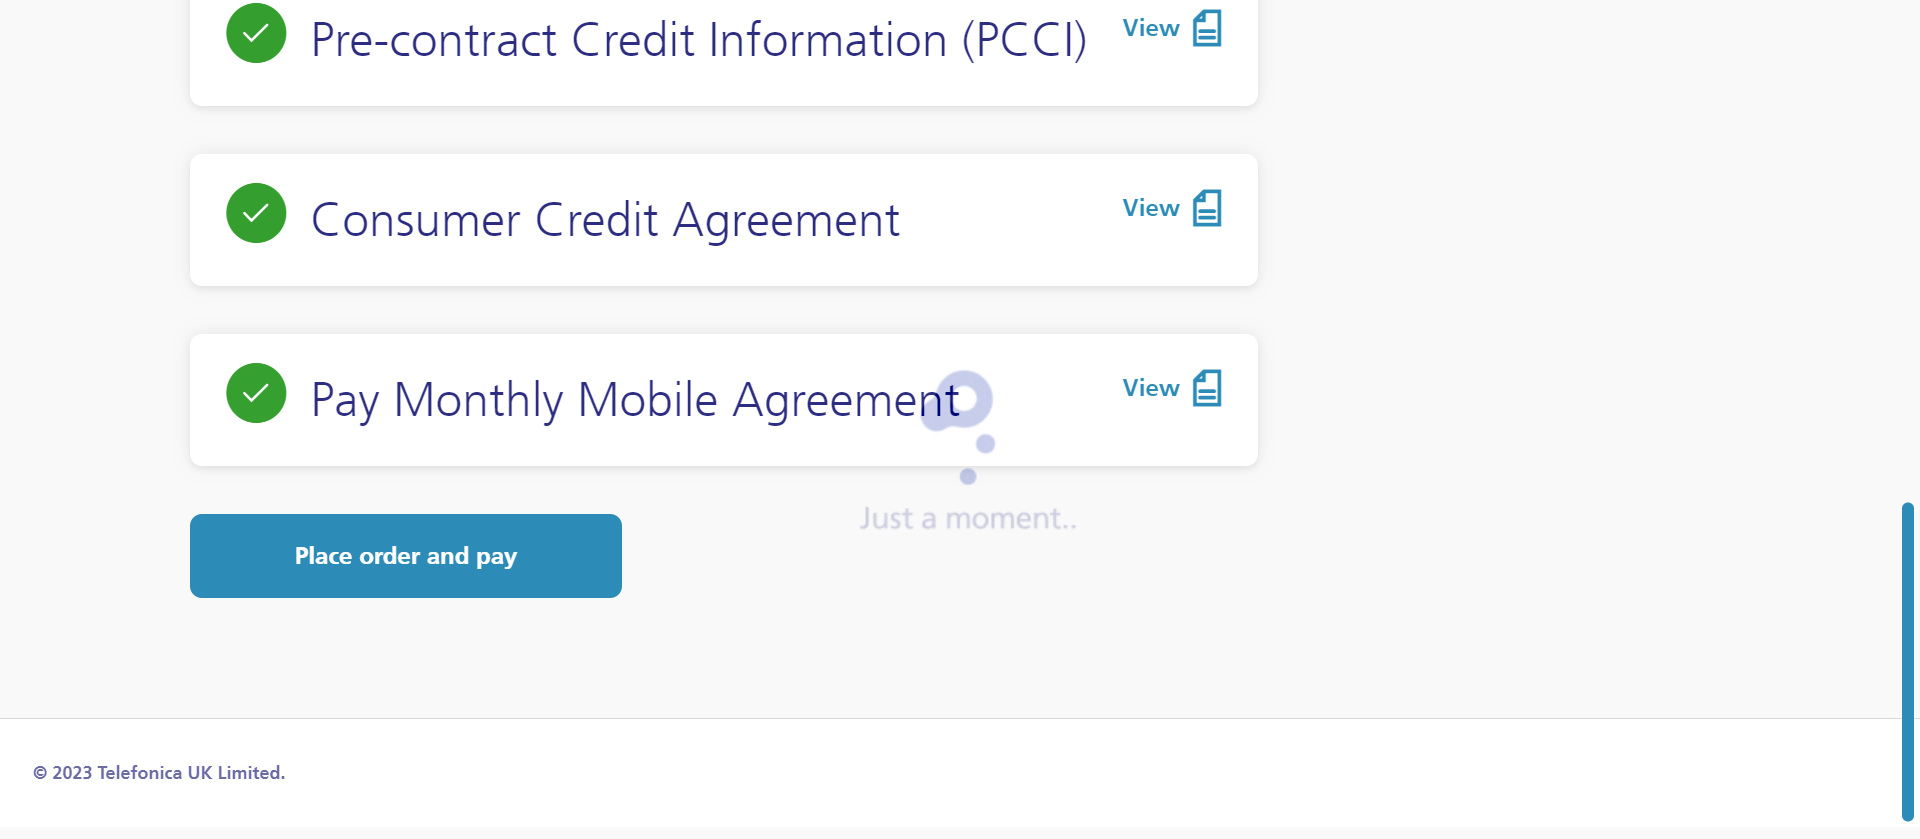 Pre-contract Credit Information (PCCI)
View
Consumer Credit Agreement
View
Pay Monthly Mobile Agreement
View
Just a moment..
Place order and pay
© 2023 Telefonica UK Limited.